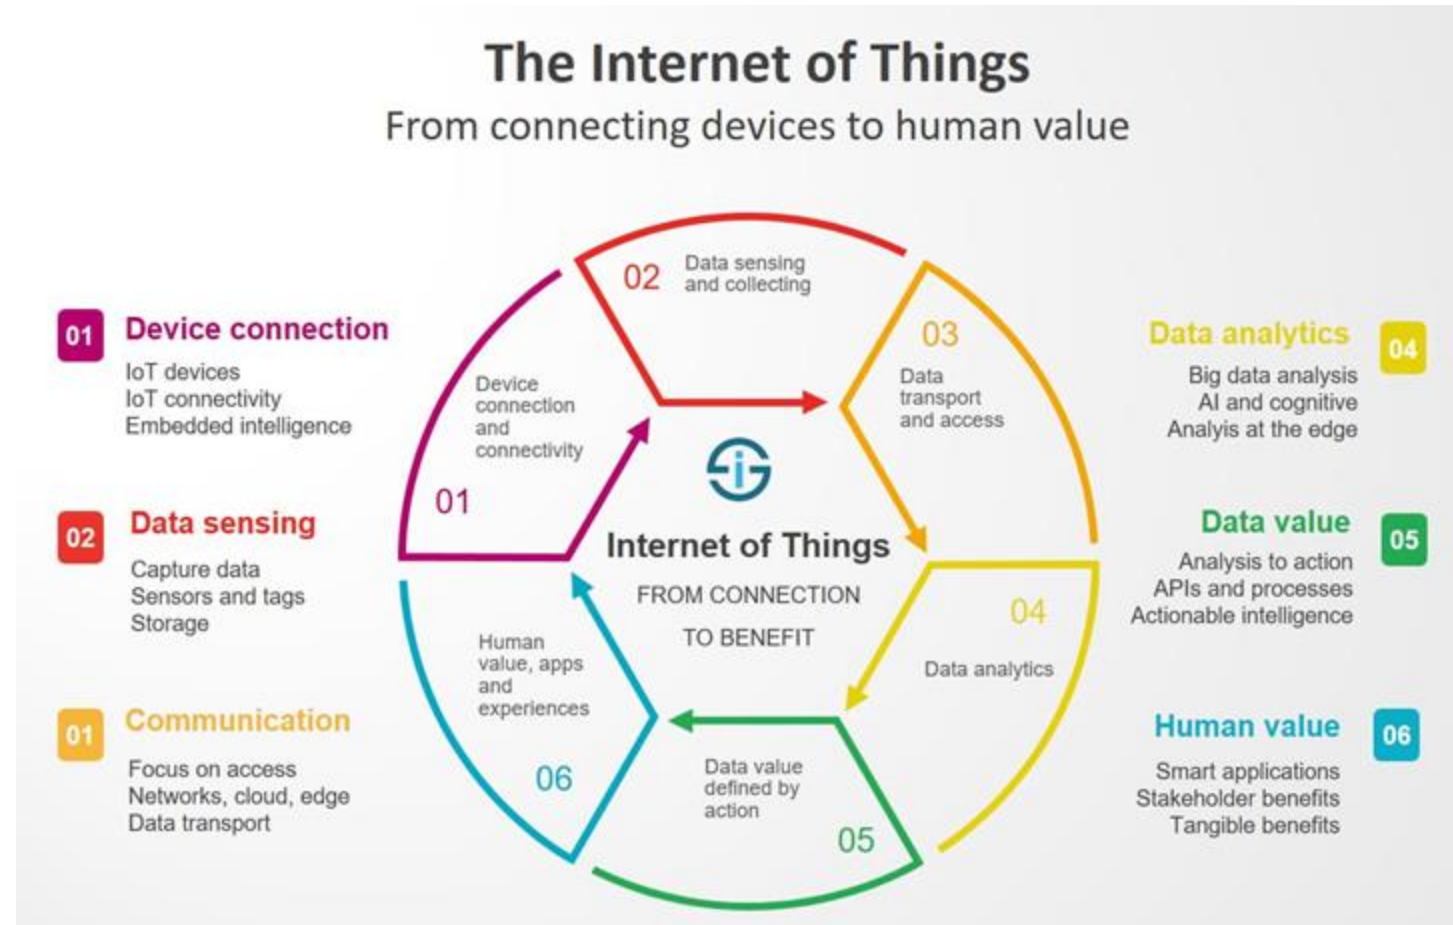 The Internet of Things
From connecting devices to human value
01
Device connection
IoT devices
IoT connectivity
Embedded intelligence
02
Data sensing
Capture data
Sensors and tags
Storage
01
Communication
Focus on access
Networks, cloud, edge
Data transport
01
Device
connection
and
connectivity
02
Data sensing
and collecting
03
Data
transport
and access
04
Data analytics
05
Data value
defined by
action
06
Human
value, apps
and
experiences
Internet of Things
FROM CONNECTION
TO BENEFIT
Data analytics
04
Big data analysis
AI and cognitive
Analyis at the edge
Data value
05
Analysis to action
APIs and processes
Actionable intelligence
Human value
06
Smart applications
Stakeholder benefits
Tangible benefits